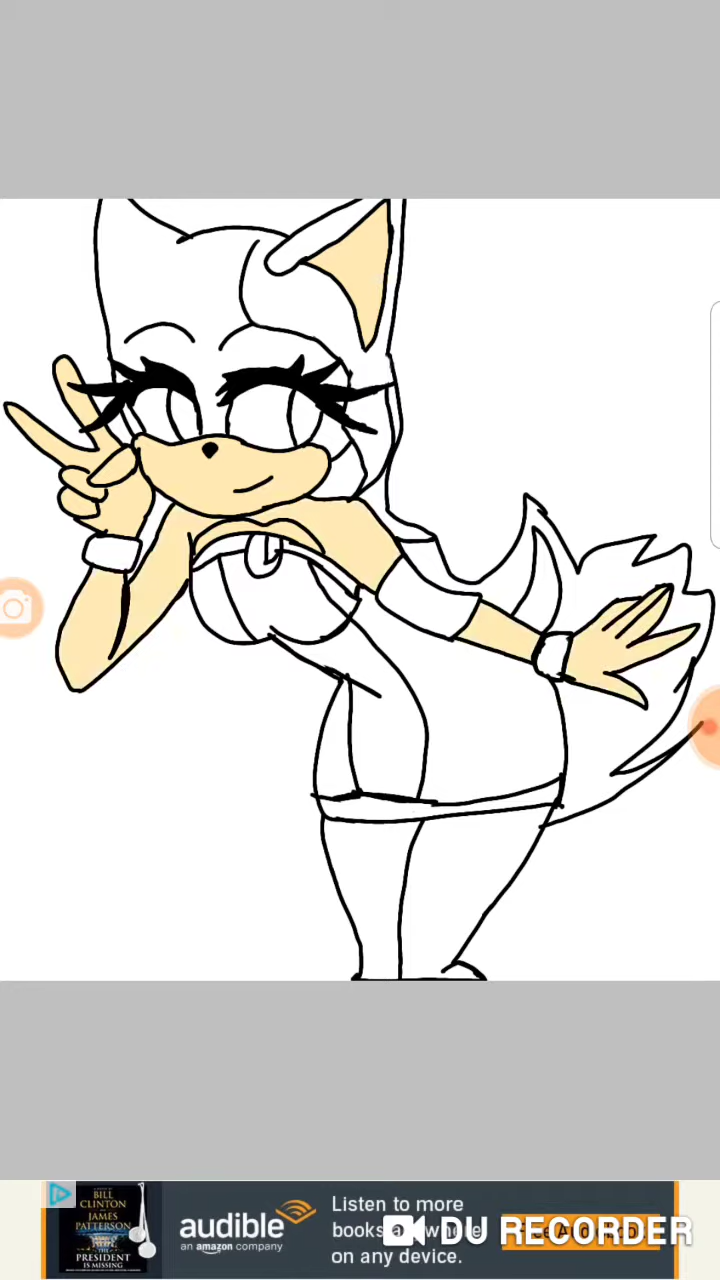 BILL
CLINTON
AND
JAMES
PATTERSON
THE
PRESIDENT
IS MISSING
audible
an amazon company
Listen to more
books
on any device.
DU RECORDER